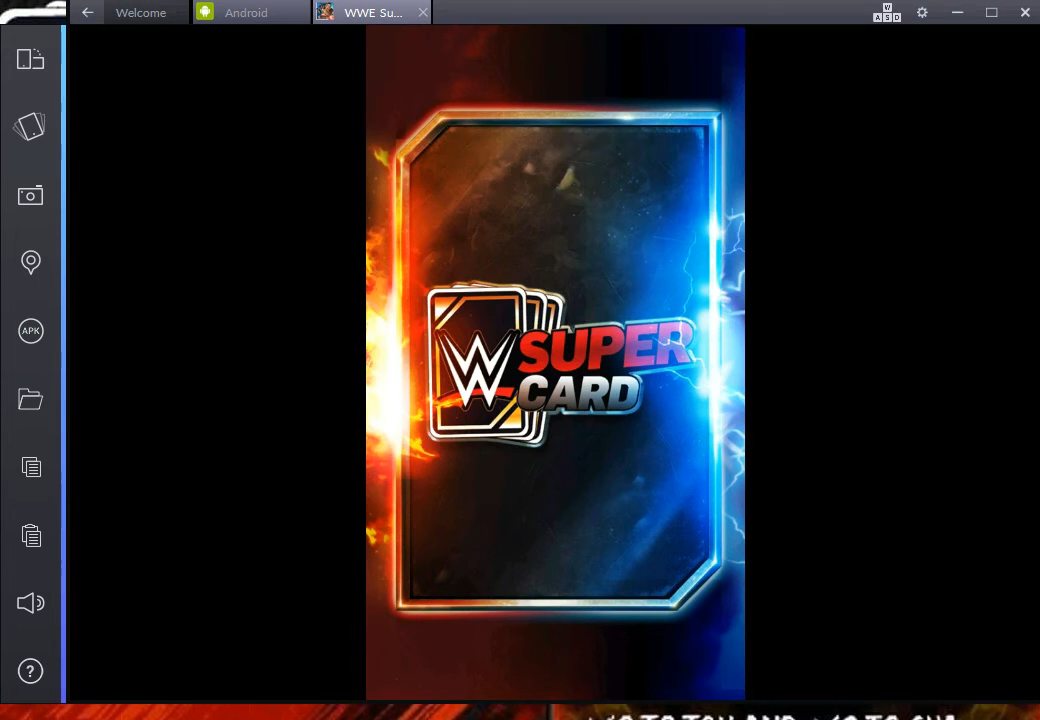 Welcome
Android
WWE Su...
W
A S D
APK
W SUPER
CARD
?